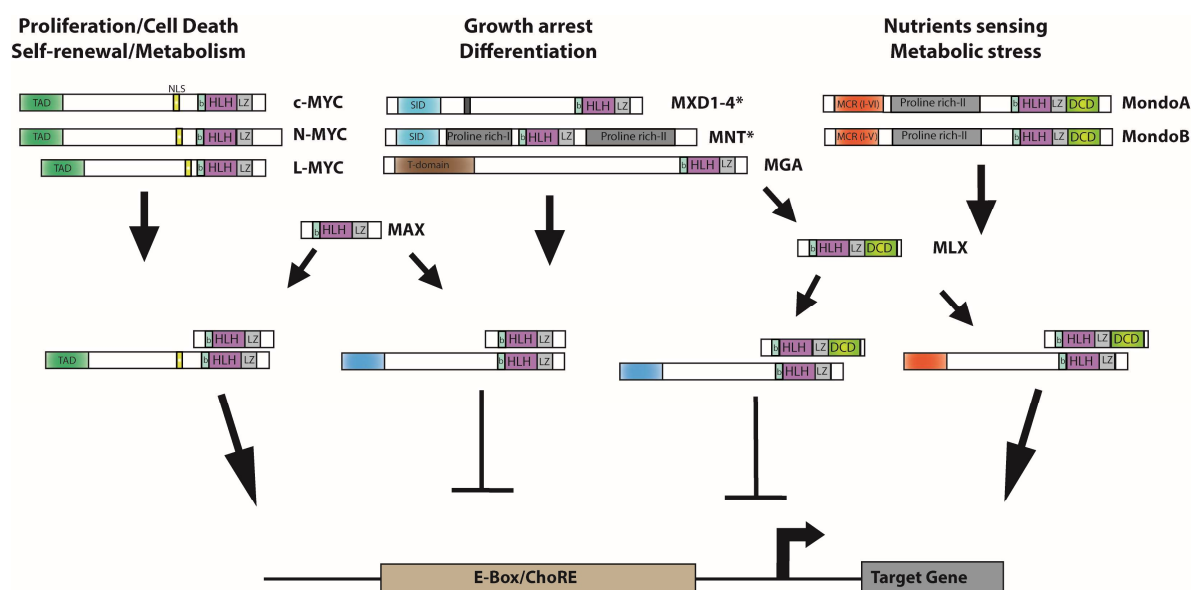 Proliferation/Cell Death
Self-renewal/Metabolism
Growth arrest
Differentiation
Nutrients sensing
Metabolic stress
NLS
TAD b HLH LZ c-MYC
TAD b HLH LZ N-MYC
TAD b HLH LZ L-MYC
SID b HLH LZ MXD1-4*
SID Proline rich-I b HLH LZ Proline rich-II MNT*
T-domain b HLH LZ MGA
MCR (I-VI) Proline rich-II b HLH LZ DCD MondoA
MCR (I-V) Proline rich-II b HLH LZ DCD MondoB
b HLH LZ MAX
b HLH LZ DCD MLX
b HLH LZ
TAD b HLH LZ
b HLH LZ
b HLH LZ
b HLH LZ DCD
b HLH LZ
b HLH LZ DCD
b HLH LZ
E-Box/ChoRE
Target Gene